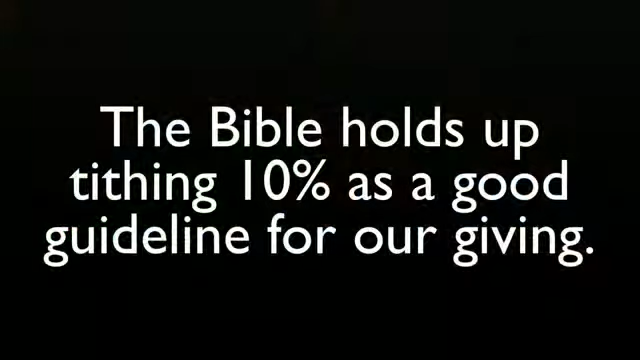 The Bible holds up
tithing 10% as a good
guideline for our giving.